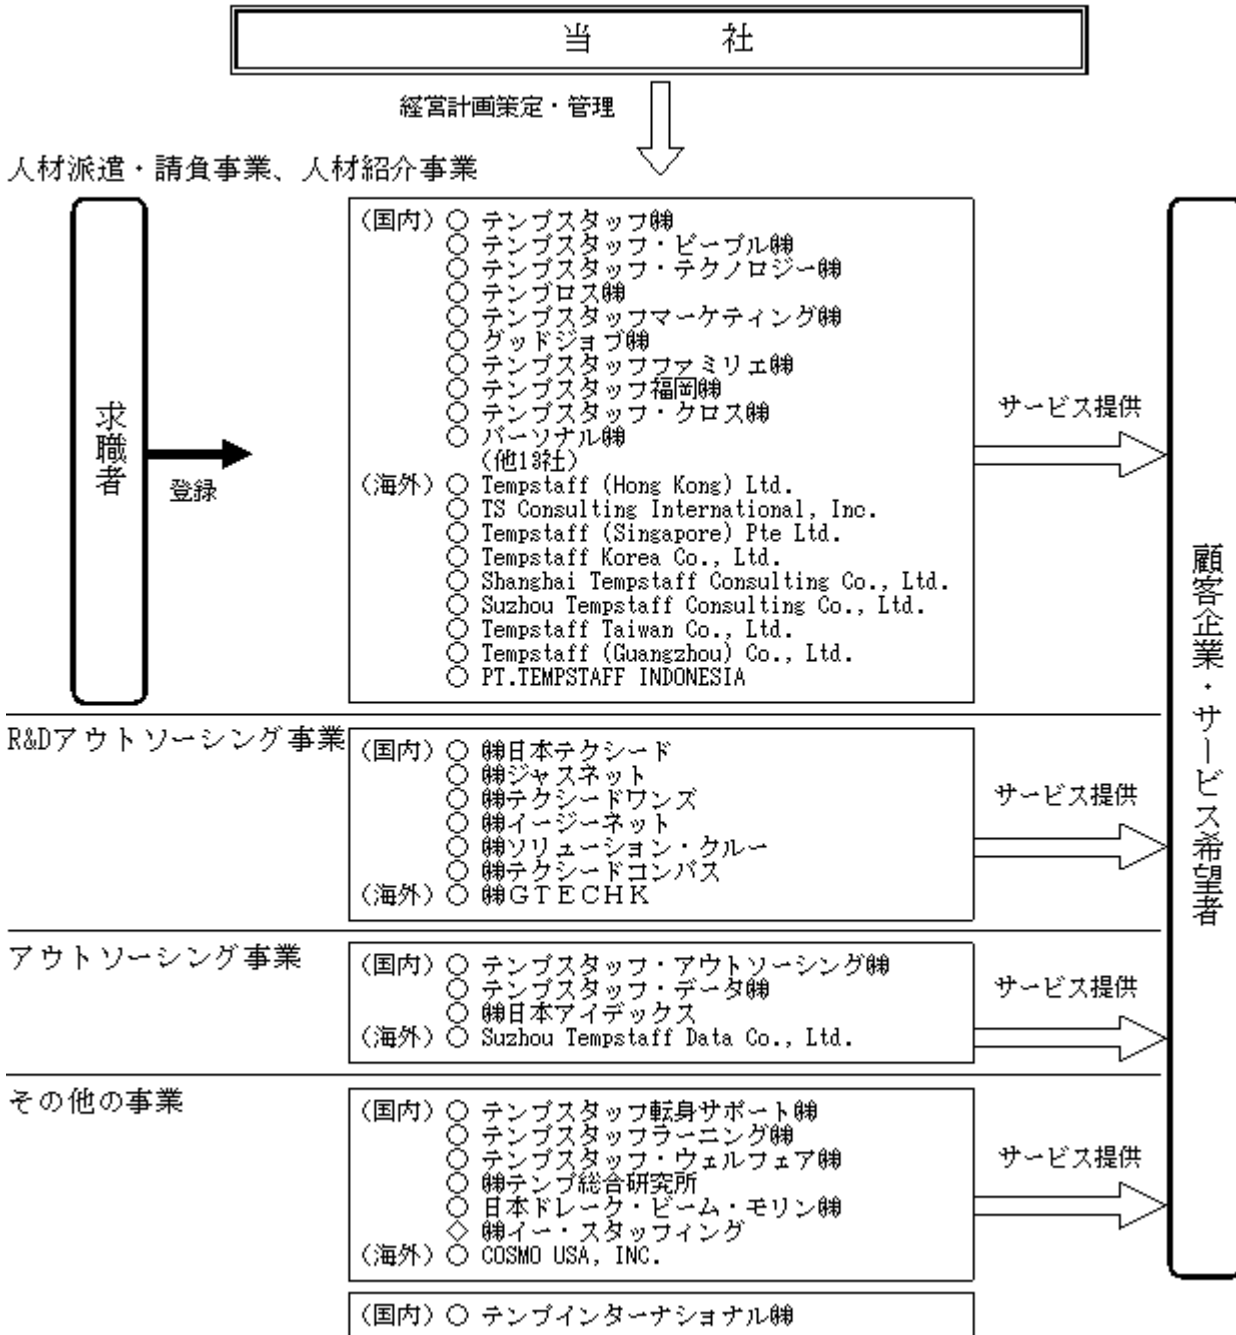 当　　社
経営計画策定・管理
人材派遣・請負事業、人材紹介事業
(国内) ○ テンプスタッフ㈱
○ テンプスタッフ・ピープル㈱
○ テンプスタッフ・テクノロジー㈱
○ テンプロス㈱
○ テンプスタッフマーケティング㈱
○ グッドジョブ㈱
○ テンプスタッフファミリエ㈱
○ テンプスタッフ福岡㈱
○ テンプスタッフ・クロス㈱
○ パーソナル㈱
(他13社)
(海外) ○ Tempstaff (Hong Kong) Ltd.
○ TS Consulting International, Inc.
○ Tempstaff (Singapore) Pte Ltd.
○ Tempstaff Korea Co., Ltd.
○ Shanghai Tempstaff Consulting Co., Ltd.
○ Suzhou Tempstaff Consulting Co., Ltd.
○ Tempstaff Taiwan Co., Ltd.
○ Tempstaff (Guangzhou) Co., Ltd.
○ PT.TEMPSTAFF INDONESIA
求職者
登録
サービス提供
顧客企業・サービス希望者
R&Dアウトソーシング事業
(国内) ○ ㈱日本テクシード
○ ㈱ジャスネット
○ ㈱テクシードワンズ
○ ㈱イージーネット
○ ㈱ソリューション・クルー
○ ㈱テクシードコンパス
(海外) ○ ㈱ＧＴＥＣＨＫ
サービス提供
アウトソーシング事業
(国内) ○ テンプスタッフ・アウトソーシング㈱
○ テンプスタッフ・データ㈱
○ ㈱日本アイデックス
(海外) ○ Suzhou Tempstaff Data Co., Ltd.
サービス提供
その他の事業
(国内) ○ テンプスタッフ転身サポート㈱
○ テンプスタッフラーニング㈱
○ テンプスタッフ・ウェルフェア㈱
○ ㈱テンプ総合研究所
○ 日本ドレーク・ビーム・モリン㈱
◇ ㈱イー・スタッフィング
(海外) ○ COSMO USA, INC.
サービス提供
(国内) ○ テンプインターナショナル㈱